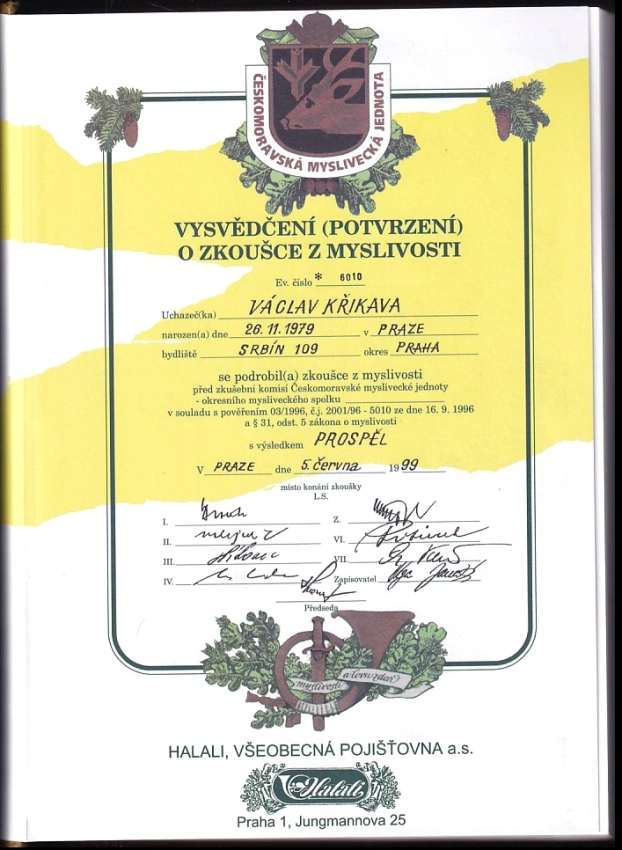 ČESKOMORAVSKÁ MYSLIVECKÁ JEDNOTA
VYSVĚDČENÍ (POTVRZENÍ)
O ZKOUŠCE Z MYSLIVOSTI
Ev. číslo * 6010
Uchazeč(ka) VÁCLAV KŘIKAVA
narozen(a) dne 26.11.1979 v PRAZE
bydliště SRBÍN 109 okres PRAHA
se podrobil(a) zkoušce z myslivosti
před zkušební komisí Českomoravské myslivecké jednoty
- okresního mysliveckého spolku
v souladu s pověřením 03/1996, č.j. 2001/96 - 5010 ze dne 16. 9. 1996
a § 31, odst. 5 zákona o myslivosti
s výsledkem PROSPĚL
V PRAZE dne 5. června 1999
místo konání zkoušky
L.S.
I. Z.
II. VI.
III. VII
IV. Zapisovatel
Předseda
myslivosti a lovu zdar
HALALI, VŠEOBECNÁ POJIŠŤOVNA a.s.
Halali
Praha 1, Jungmannova 25